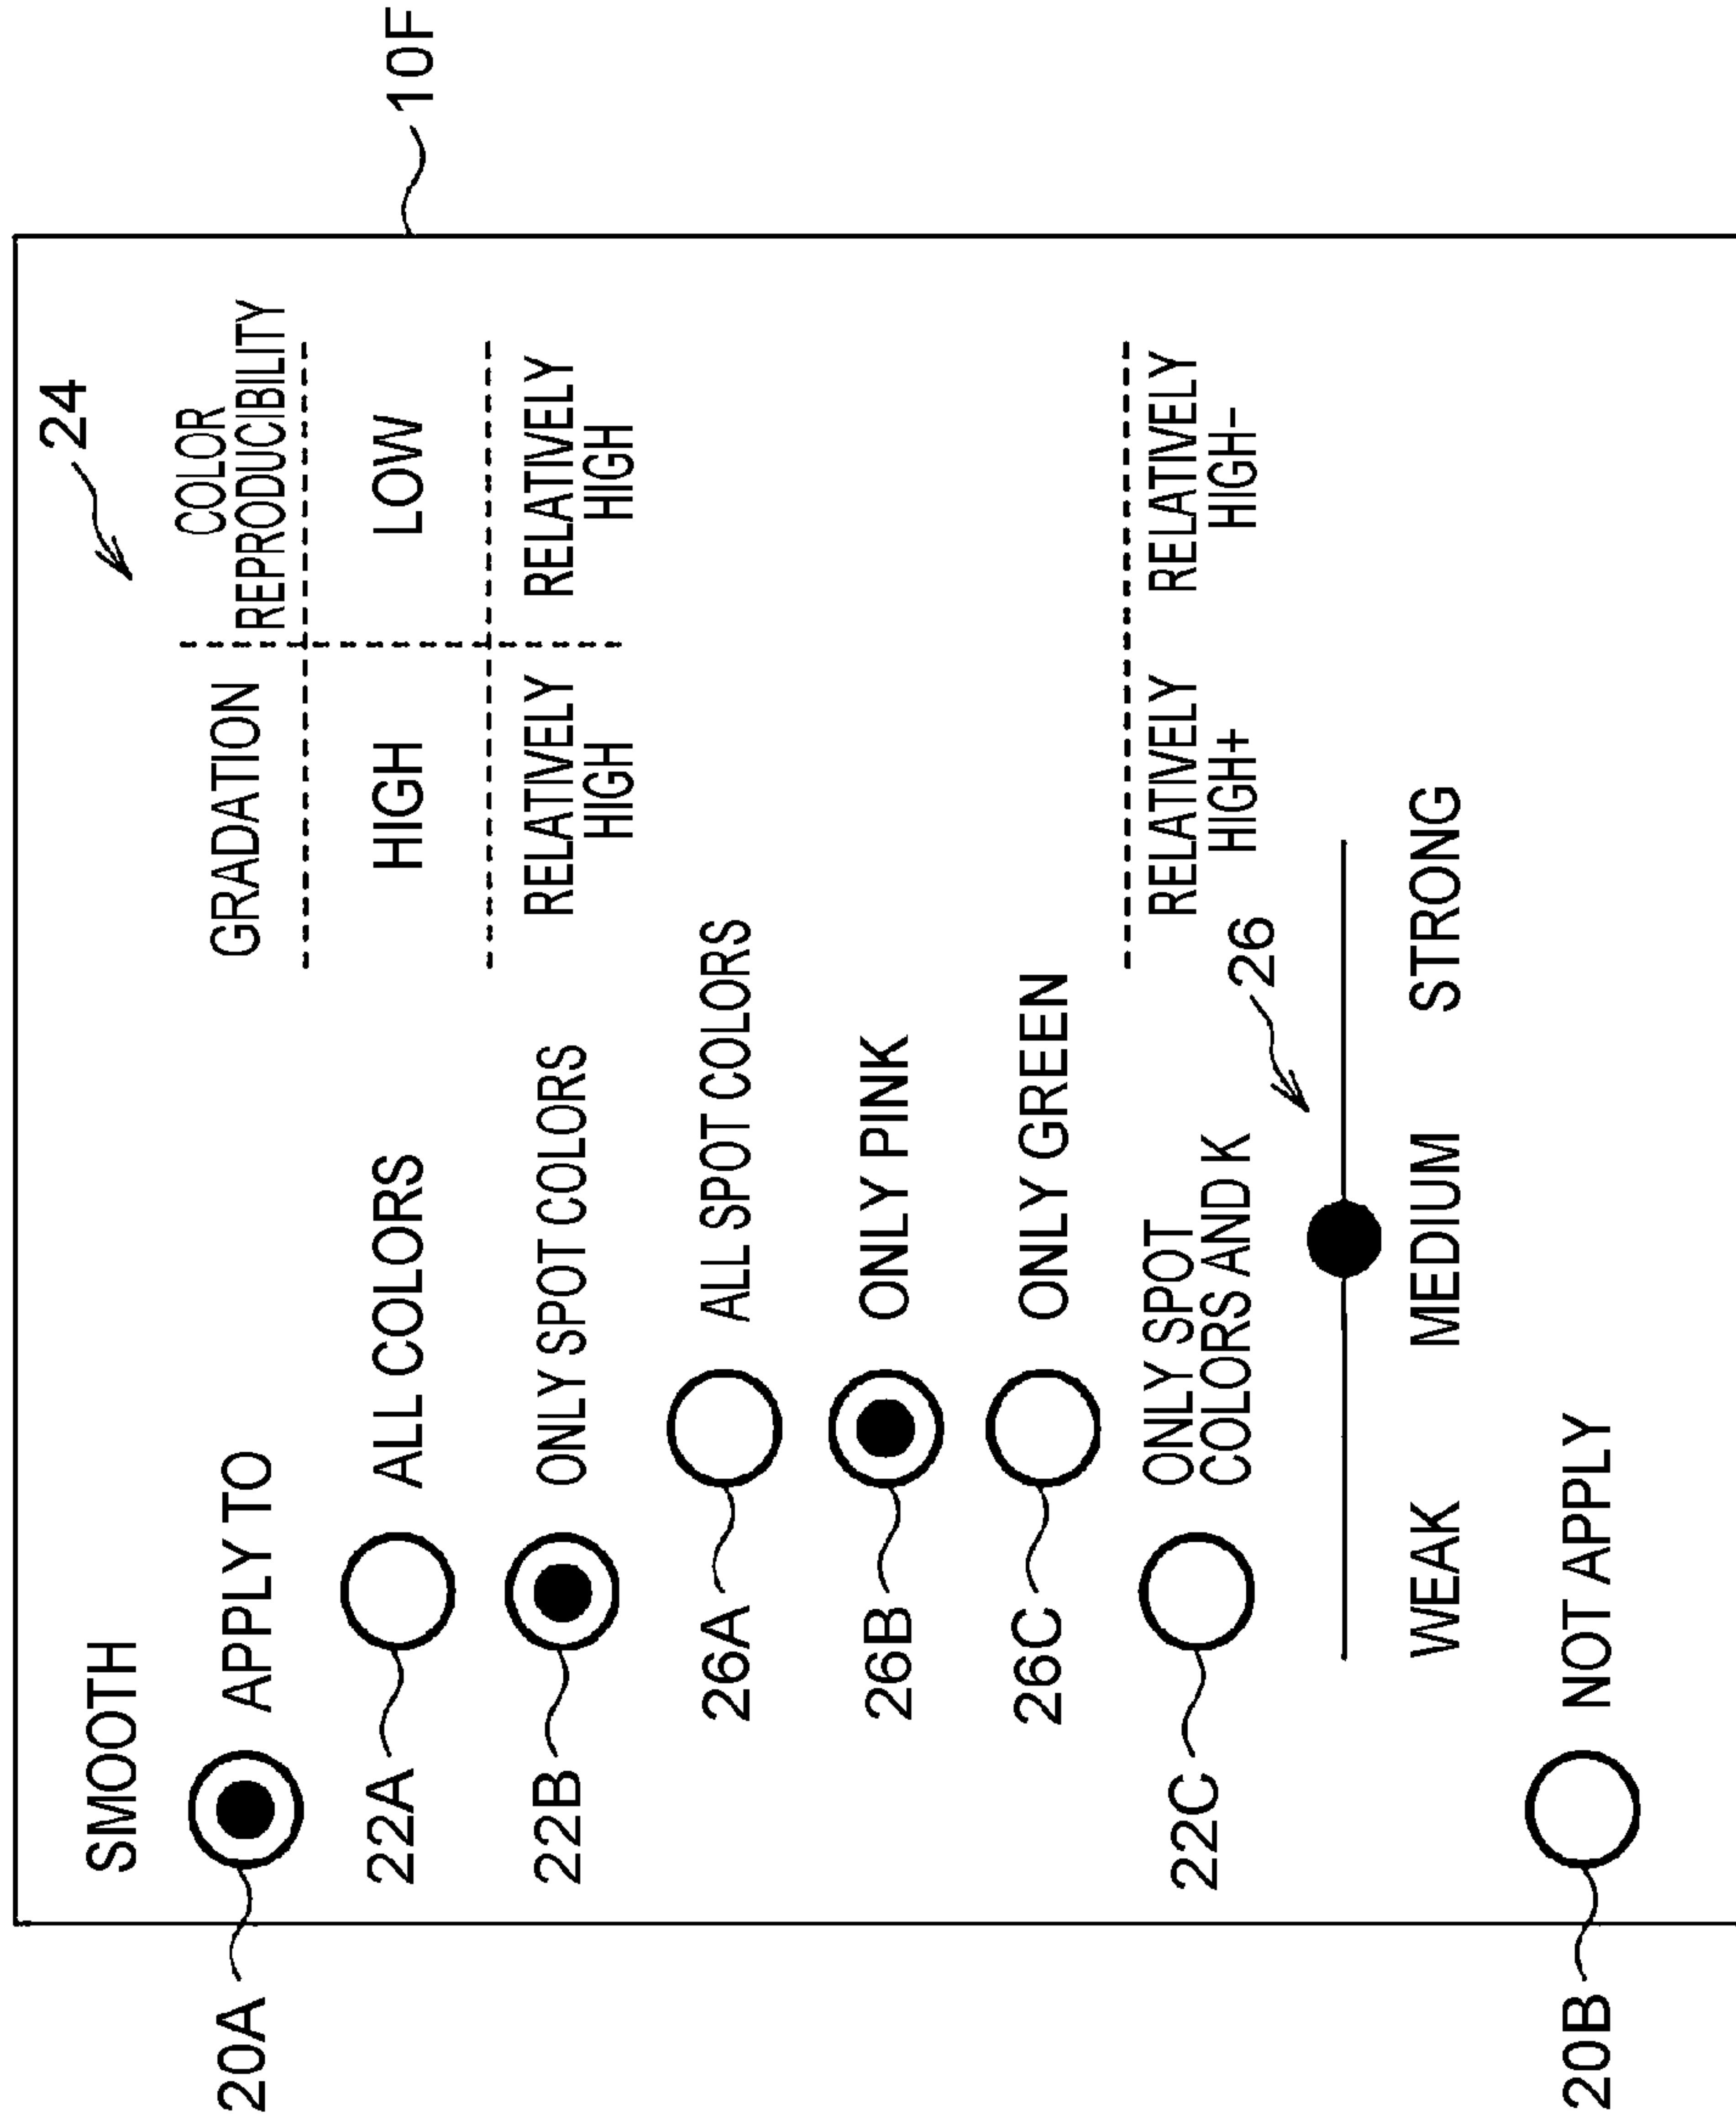 24
10F
SMOOTH
20A
APPLY TO
GRADATION
COLOR
REPRODUCIBILITY
22A
ALL COLORS
HIGH
LOW
22B
ONLY SPOT COLORS
RELATIVELY
HIGH
RELATIVELY
HIGH
26A
ALL SPOT COLORS
26B
ONLY PINK
26C
ONLY GREEN
22C
ONLY SPOT
COLORS AND K
RELATIVELY
HIGH+
RELATIVELY
HIGH-
26
WEAK
MEDIUM
STRONG
20B
NOT APPLY